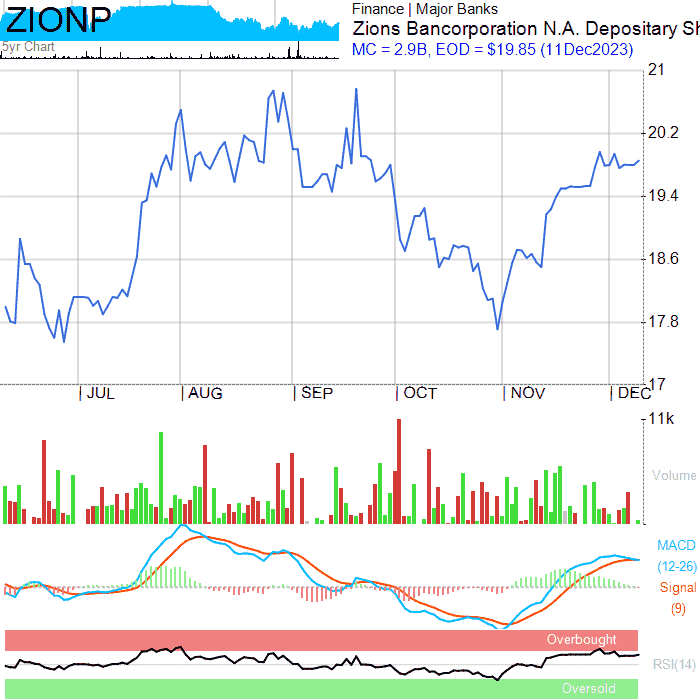 ZIONP
5yr Chart
Finance | Major Banks
Zions Bancorporation N.A. Depositary Sh
MC = 2.9B, EOD = $19.85 (11Dec2023)
21
20.2
19.4
18.6
17.8
17
| JUL | AUG | SEP | OCT | NOV | DEC
11k
Volume
MACD
(12-26)
Signal
(9)
Overbought
RSI(14)
Oversold